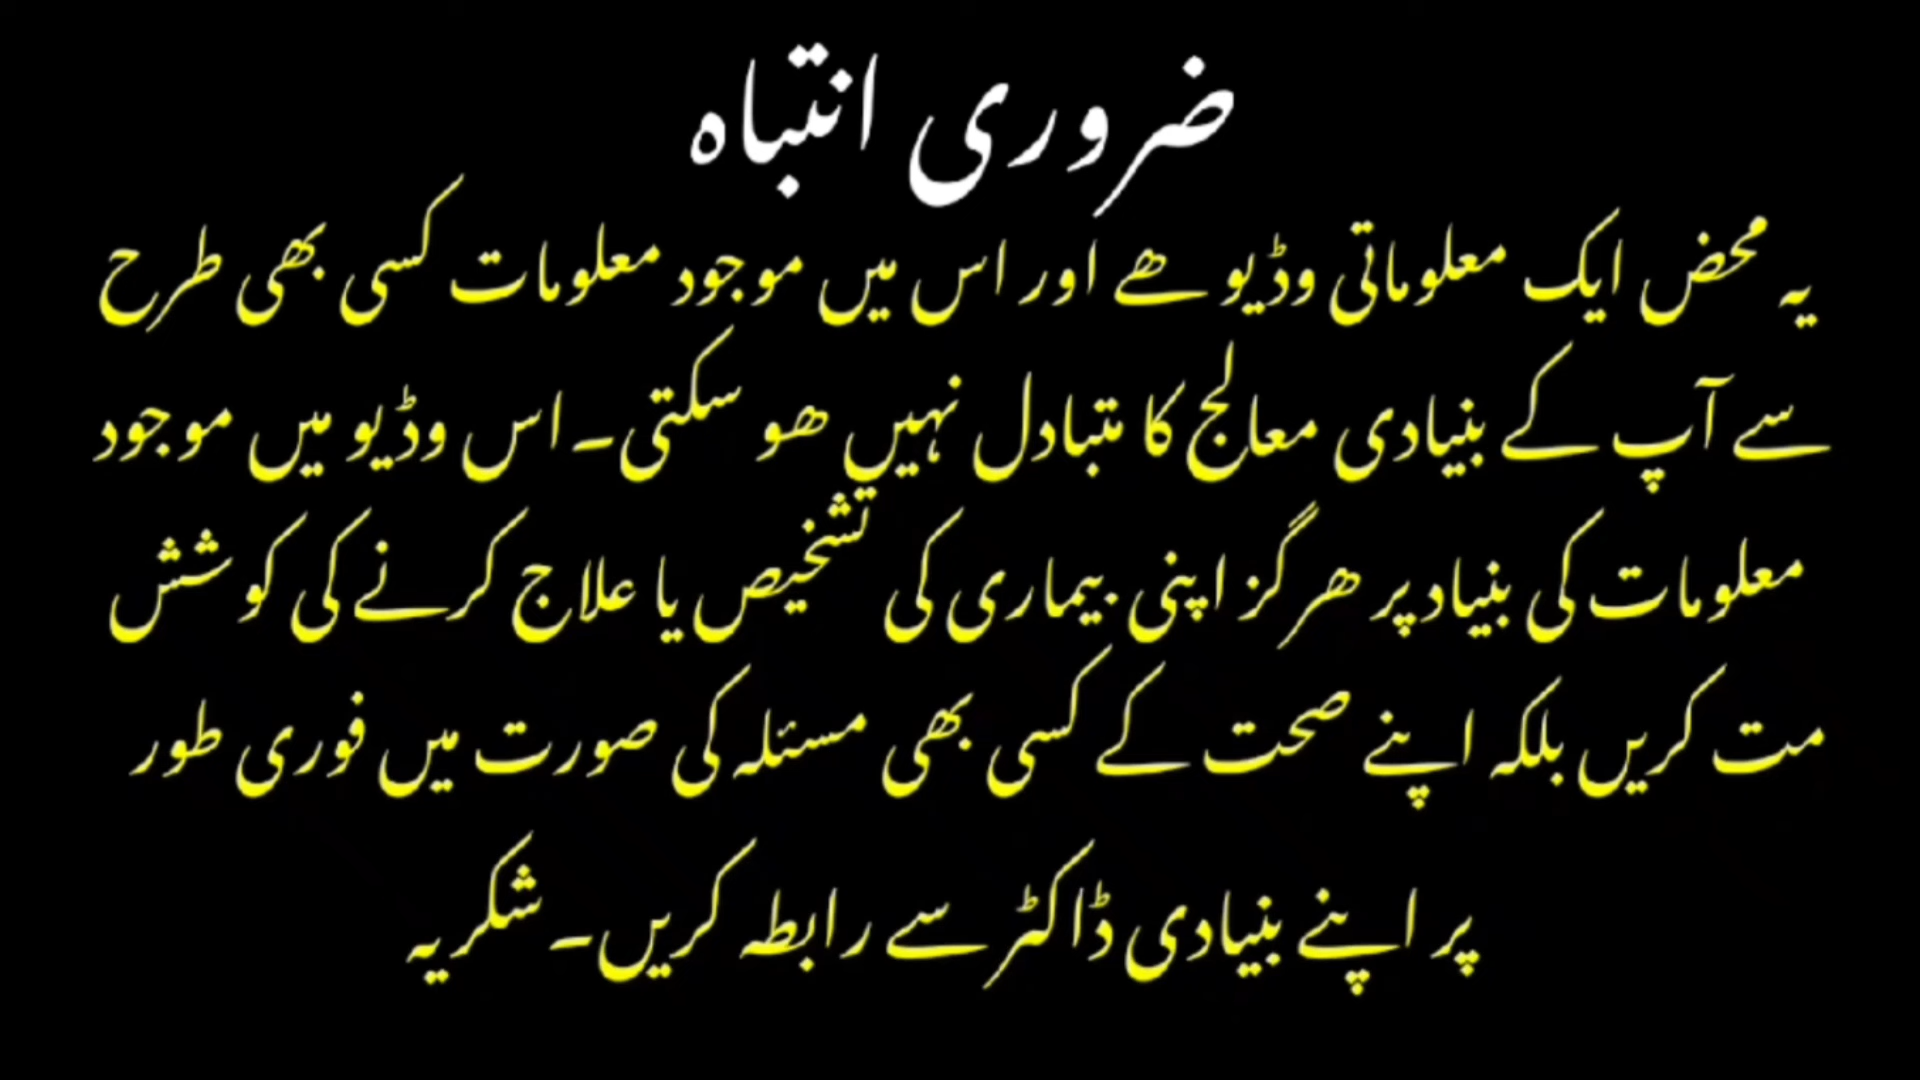 ضروری انتباہ
یہ محض ایک معلوماتی وڈیو ھے اور اس میں موجود معلومات کسی بھی طرح
سے آپ کے بنیادی معالج کا متبادل نہیں ھو سکتی۔ اس وڈیو میں موجود
معلومات کی بنیاد پر ھرگز اپنی بیماری کی تشخیص یا علاج کرنے کی کوشش
مت کریں بلکہ اپنے صحت کے کسی بھی مسئلہ کی صورت میں فوری طور
پر اپنے بنیادی ڈاکٹر سے رابطہ کریں۔ شکریہ